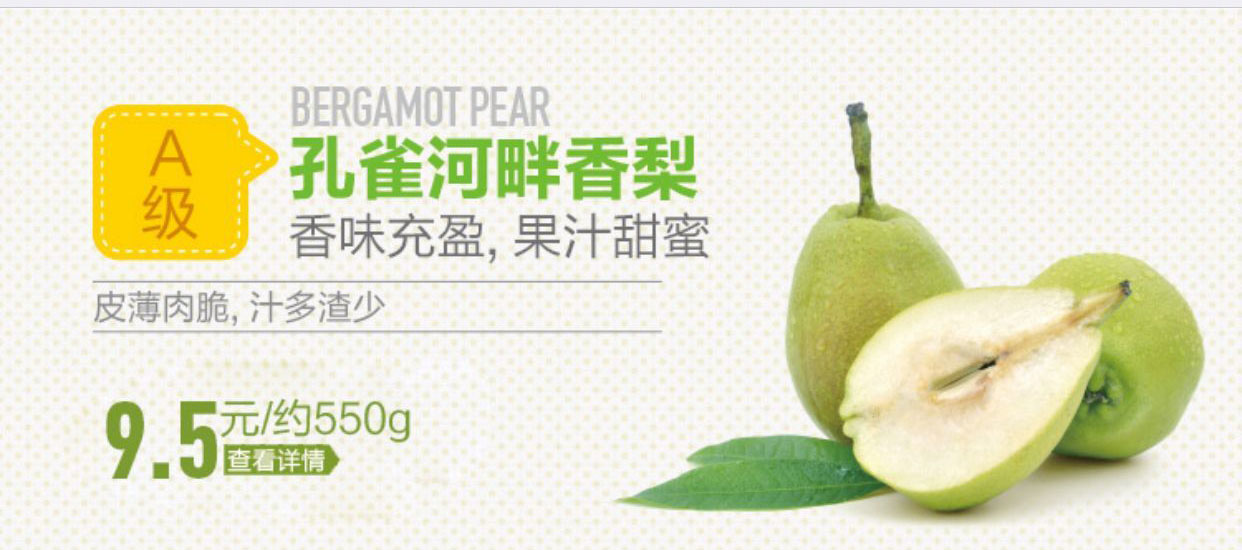 A
级
BERGAMOT PEAR
孔雀河畔香梨
香味充盈, 果汁甜蜜
皮薄肉脆, 汁多渣少
9.5元/约550g
查看详情